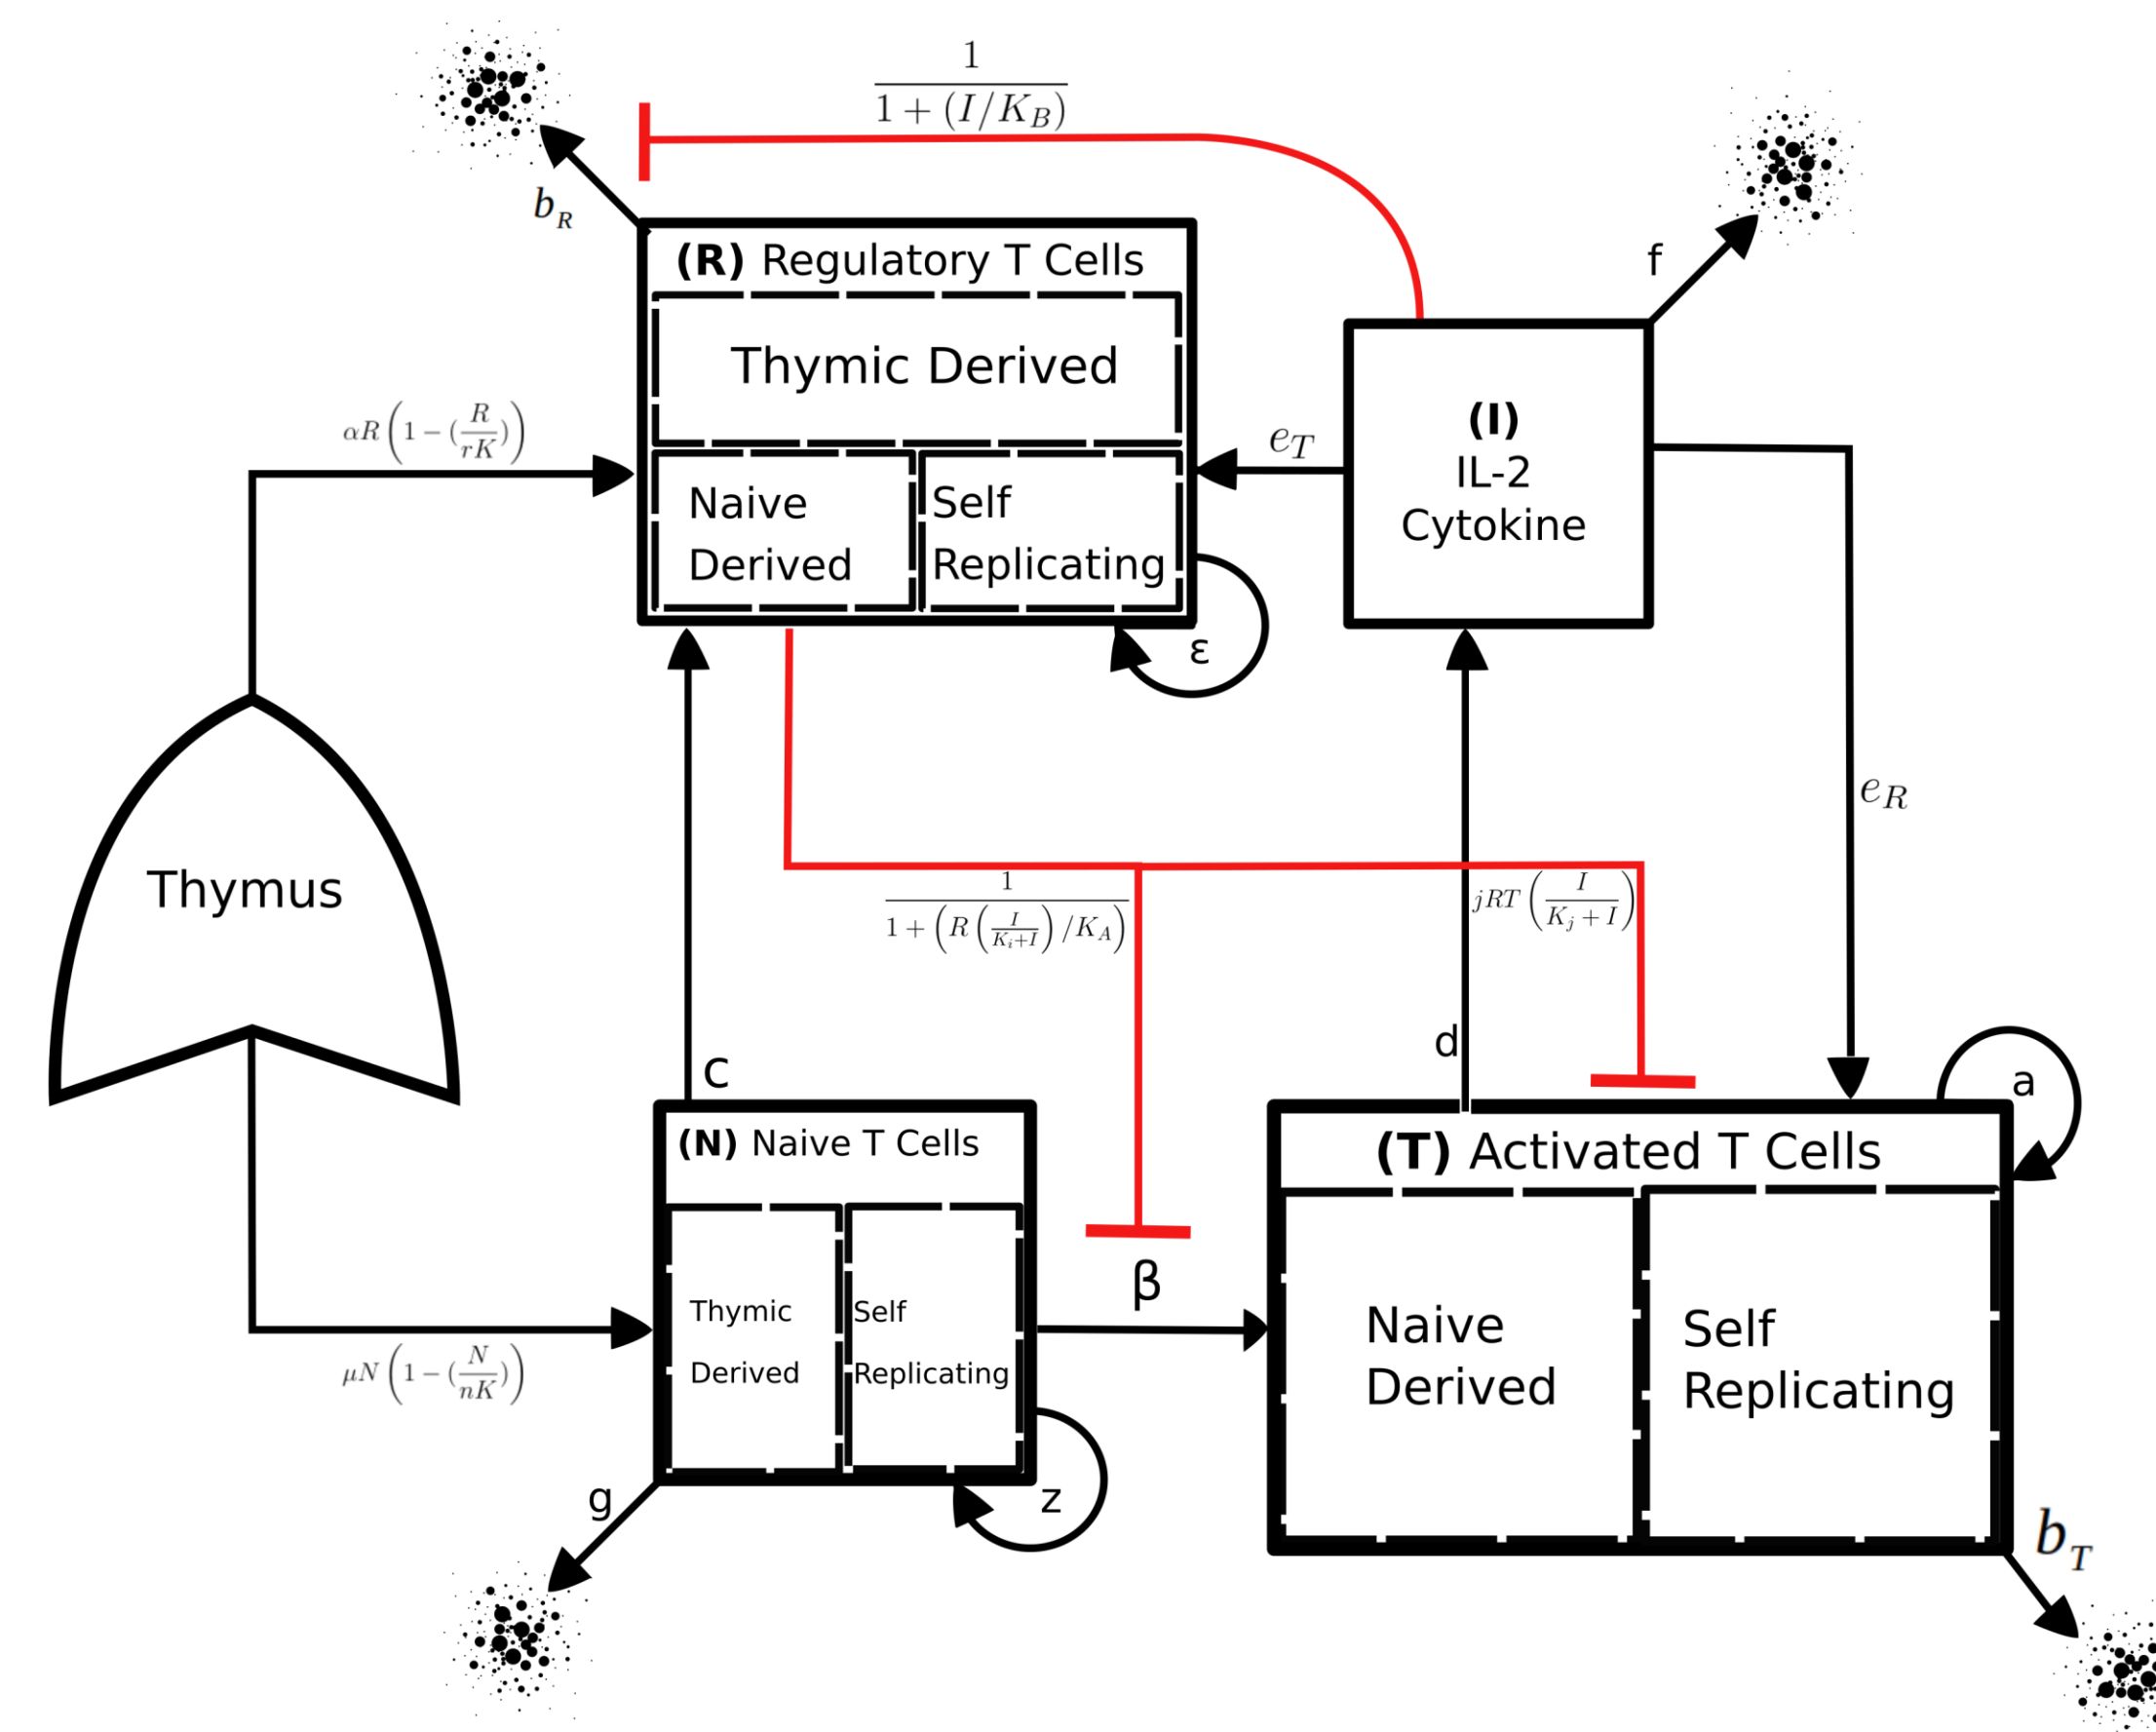 1
1 + (I/K_B)
b_R
(R) Regulatory T Cells
f
Thymic Derived
αR(1 − (R/rK))
(I)
IL-2
Cytokine
e_T
Naive
Derived
Self
Replicating
ε
e_R
Thymus
1
1 + (R(I/(K_i+I))/K_A)
jRT(I/(K_j + I))
c
d
a
(N) Naive T Cells
(T) Activated T Cells
β
Thymic
Derived
Self
Replicating
Naive
Derived
Self
Replicating
μN(1 − (N/nK))
g
z
b_T